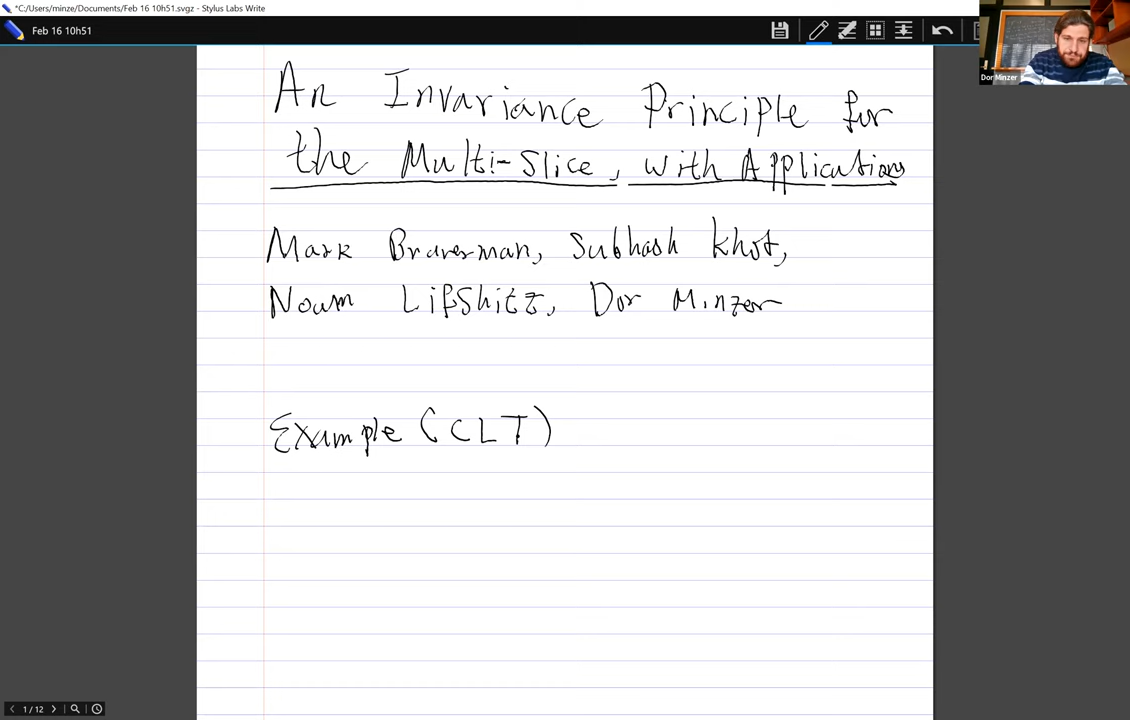 *C:/Users/minze/Documents/Feb 16 10h51.svgz - Stylus Labs Write
Feb 16 10h51
Dor Minzer
An Invariance Principle for
the Multi-Slice, with Applications
Mark Braverman, Subhash Khot,
Noam Lifshitz, Dor Minzer
Example (CLT)
1 / 12